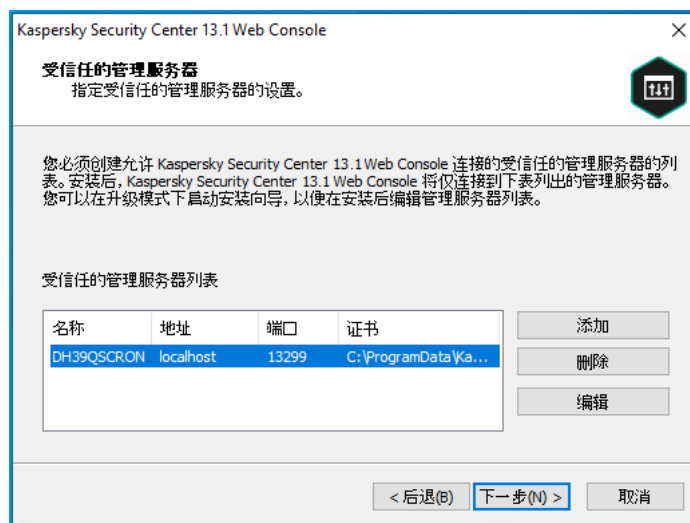 Kaspersky Security Center 13.1 Web Console
受信任的管理服务器
指定受信任的管理服务器的设置。
您必须创建允许 Kaspersky Security Center 13.1 Web Console 连接的受信任的管理服务器的列
表。安装后，Kaspersky Security Center 13.1 Web Console 将仅连接到下表列出的管理服务器。
您可以在升级模式下启动安装向导，以便在安装后编辑管理服务器列表。
受信任的管理服务器列表
名称 地址 端口 证书
DH39QSCRON localhost 13299 C:\ProgramData\Ka...
添加
删除
编辑
< 后退(B) 下一步(N) > 取消